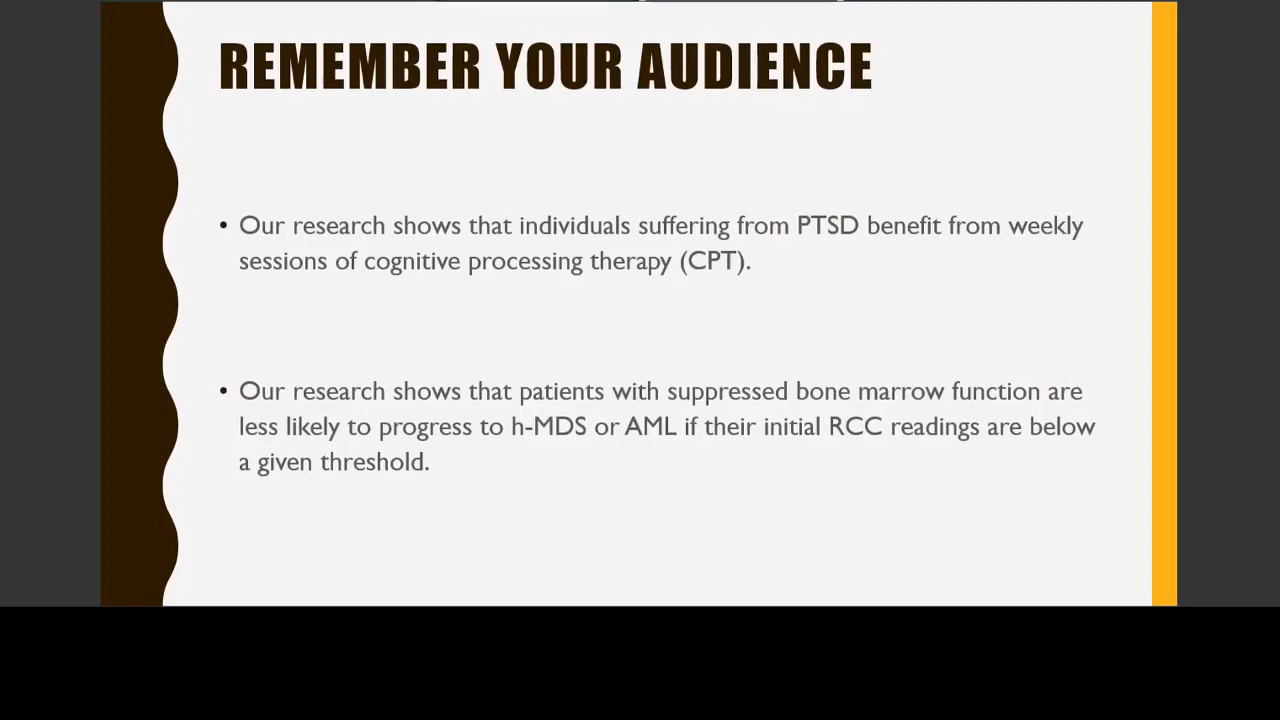 REMEMBER YOUR AUDIENCE
• Our research shows that individuals suffering from PTSD benefit from weekly
sessions of cognitive processing therapy (CPT).
• Our research shows that patients with suppressed bone marrow function are
less likely to progress to h-MDS or AML if their initial RCC readings are below
a given threshold.